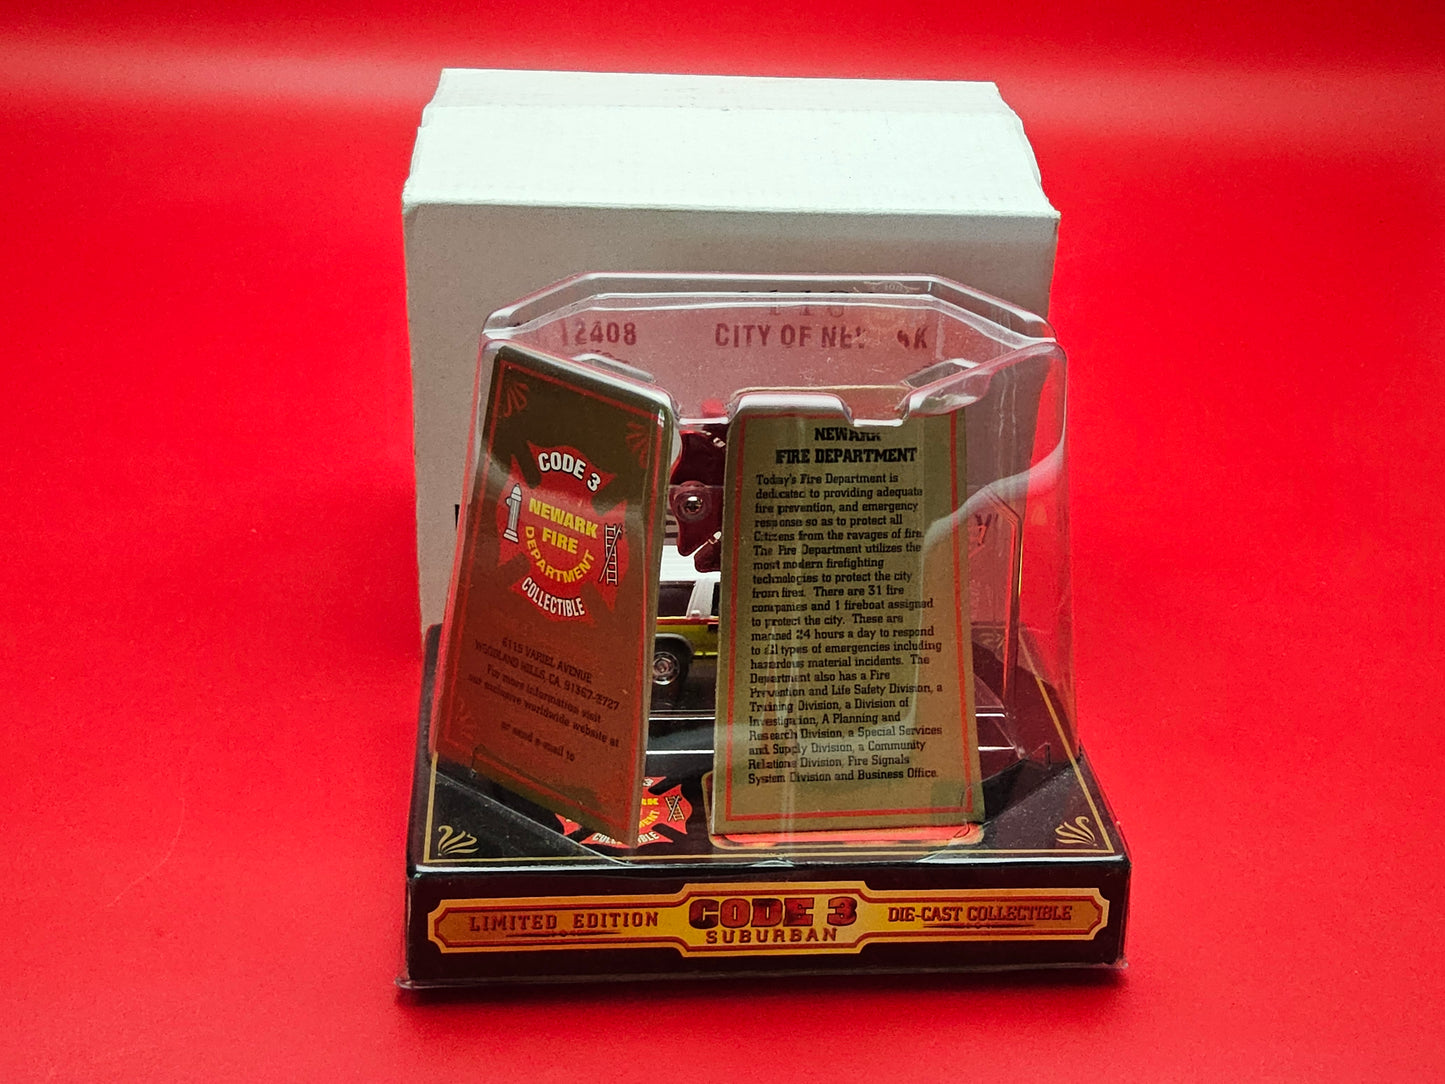 12408
CITY OF
CODE 3
NEWARK
FIRE
DEPARTMENT
COLLECTIBLE
6115 VARIEL AVENUE
WOODLAND HILLS, CA 91367-2727
For more information visit
our exclusive worldwide website at
or send e-mail to
NEWARK
FIRE DEPARTMENT
Today's Fire Department is
dedicated to providing adequate
fire prevention, and emergency
response so as to protect all
Citizens from the ravages of fire.
The Fire Department utilizes the
most modern firefighting
technologies to protect the city
from fires. There are 31 fire
companies and 1 fireboat assigned
to protect the city. These are
manned 24 hours a day to respond
to all types of emergencies including
hazardous material incidents. The
Department also has a Fire
Prevention and Life Safety Division, a
Training Division, a Division of
Investigation, A Planning and
Research Division, a Special Services
and Supply Division, a Community
Relations Division, Fire Signals
System Division and Business Office.
LIMITED EDITION
CODE 3
SUBURBAN
DIE-CAST COLLECTIBLE